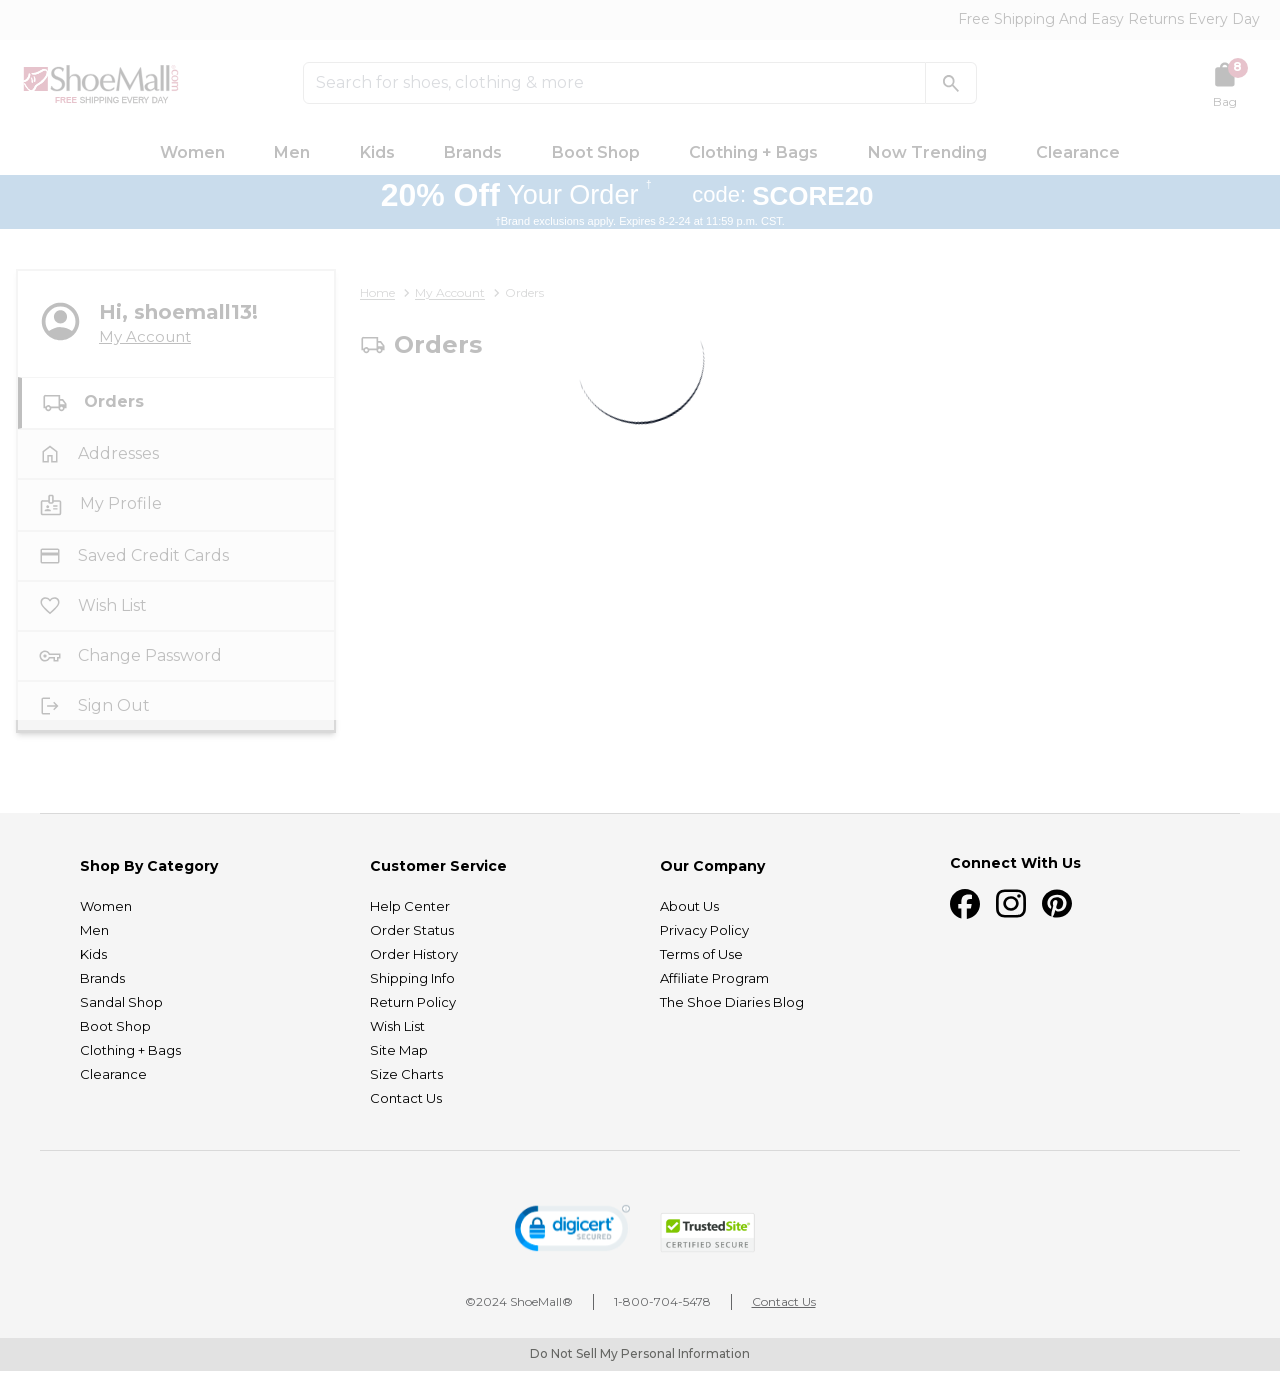 Free Shipping And Easy Returns Every Day
ShoeMall.com
FREE SHIPPING EVERY DAY
Search for shoes, clothing & more
8
Bag
Women Men Kids Brands Boot Shop Clothing + Bags Now Trending Clearance
20% Off Your Order † code: SCORE20
†Brand exclusions apply. Expires 8-2-24 at 11:59 p.m. CST.
Hi, shoemall13!
My Account
Orders
Addresses
My Profile
Saved Credit Cards
Wish List
Change Password
Sign Out
Home > My Account > Orders
Orders
Shop By Category
Women
Men
Kids
Brands
Sandal Shop
Boot Shop
Clothing + Bags
Clearance
Customer Service
Help Center
Order Status
Order History
Shipping Info
Return Policy
Wish List
Site Map
Size Charts
Contact Us
Our Company
About Us
Privacy Policy
Terms of Use
Affiliate Program
The Shoe Diaries Blog
Connect With Us
digicert
SECURED
TrustedSite
CERTIFIED SECURE
©2024 ShoeMall® | 1-800-704-5478 | Contact Us
Do Not Sell My Personal Information